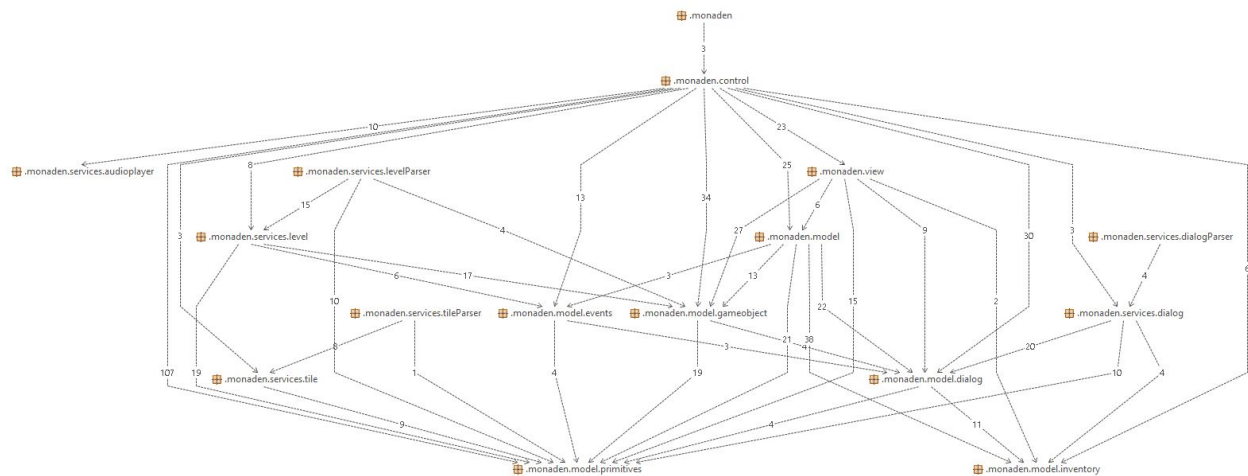 .monaden
3
.monaden.control
10
23
.monaden.services.audioplayer
8
.monaden.services.levelParser
25
.monaden.view
13
34
15
6
3
.monaden.services.level
4
27
.monaden.model
9
30
3
.monaden.services.dialogParser
6
17
3
13
4
6
10
22
15
2
.monaden.services.tileParser
.monaden.model.events
.monaden.model.gameobject
.monaden.services.dialog
8
3
21
4
38
20
107
19
1
4
19
10
4
.monaden.services.tile
.monaden.model.dialog
9
4
11
.monaden.model.primitives
.monaden.model.inventory